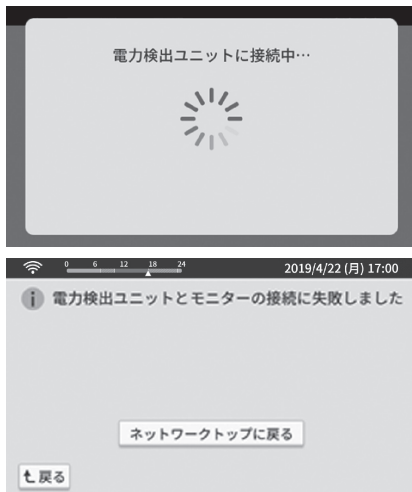 電力検出ユニットに接続中…
0 6 12 18 24
2019/4/22 (月) 17:00
電力検出ユニットとモニターの接続に失敗しました
ネットワークトップに戻る
戻る